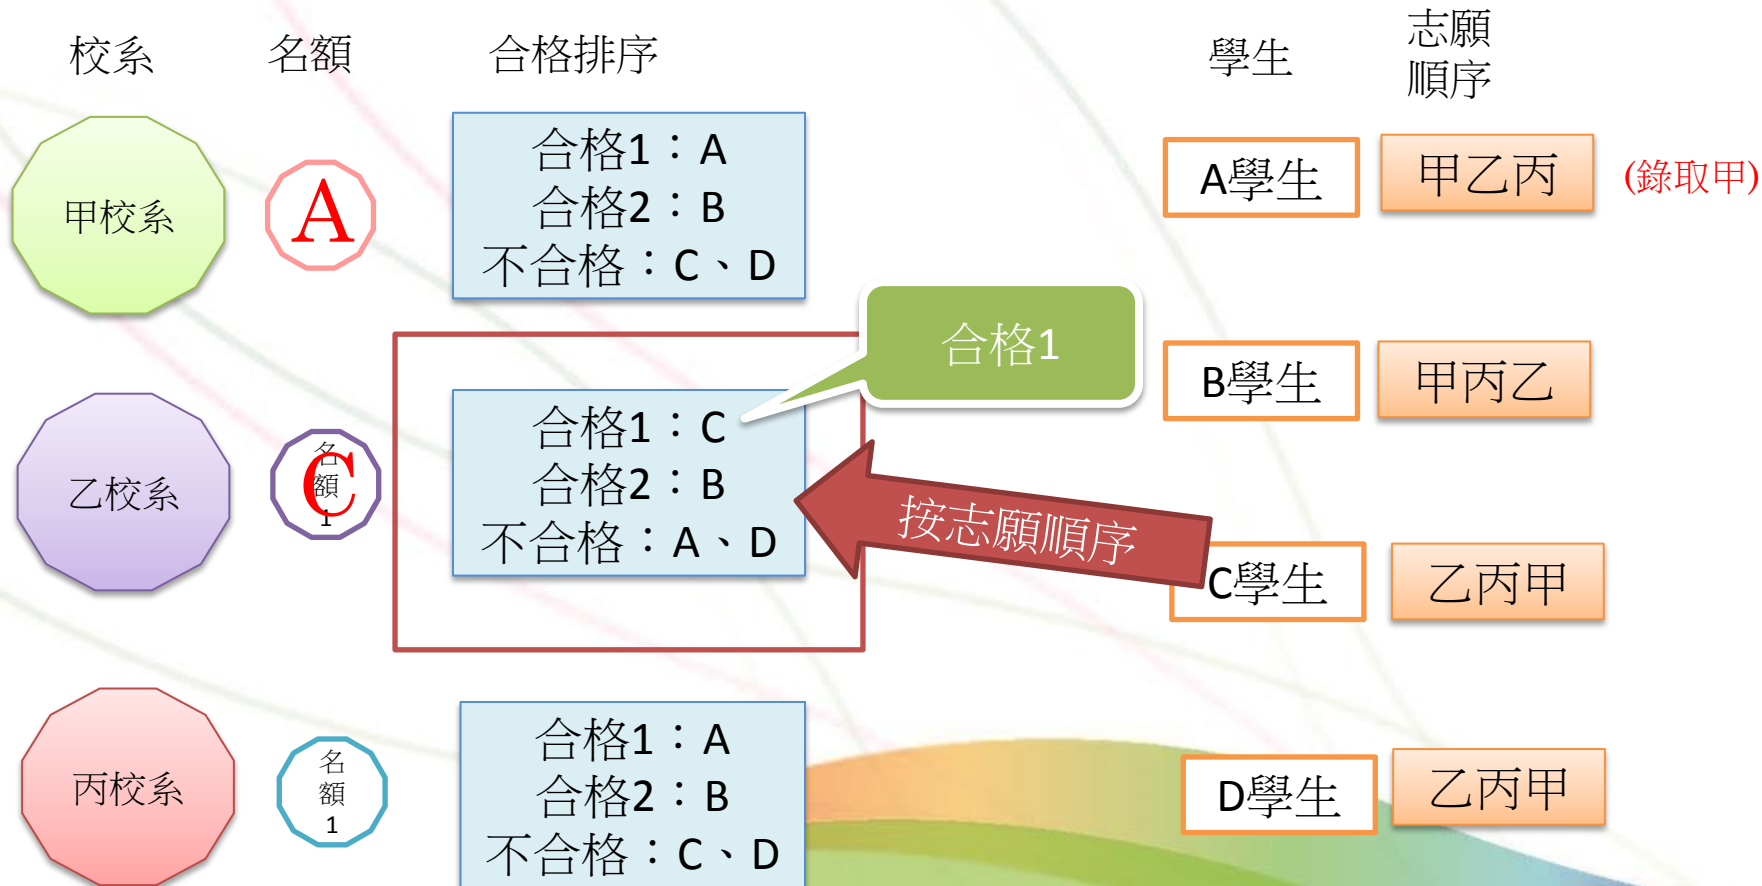 校系
名額
合格排序
學生
志願
順序
甲校系
A
合格1：A
合格2：B
不合格：C、D
A學生
甲乙丙
(錄取甲)
合格1
乙校系
名
額
1
C
合格1：C
合格2：B
不合格：A、D
B學生
甲丙乙
按志願順序
C學生
乙丙甲
丙校系
名
額
1
合格1：A
合格2：B
不合格：C、D
D學生
乙丙甲